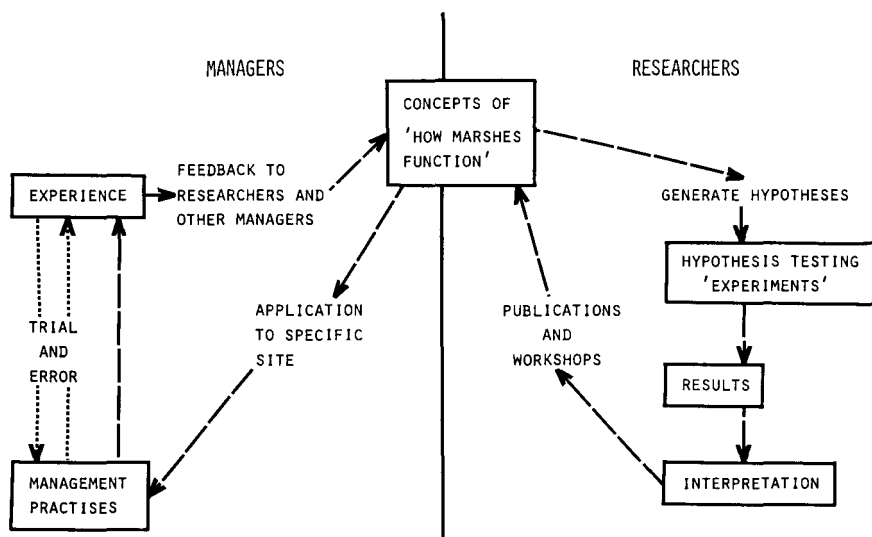 MANAGERS
RESEARCHERS
CONCEPTS OF
'HOW MARSHES
FUNCTION'
FEEDBACK TO
RESEARCHERS AND
OTHER MANAGERS
EXPERIENCE
GENERATE HYPOTHESES
HYPOTHESIS TESTING
'EXPERIMENTS'
TRIAL
AND
ERROR
APPLICATION
TO SPECIFIC
SITE
PUBLICATIONS
AND
WORKSHOPS
RESULTS
MANAGEMENT
PRACTISES
INTERPRETATION